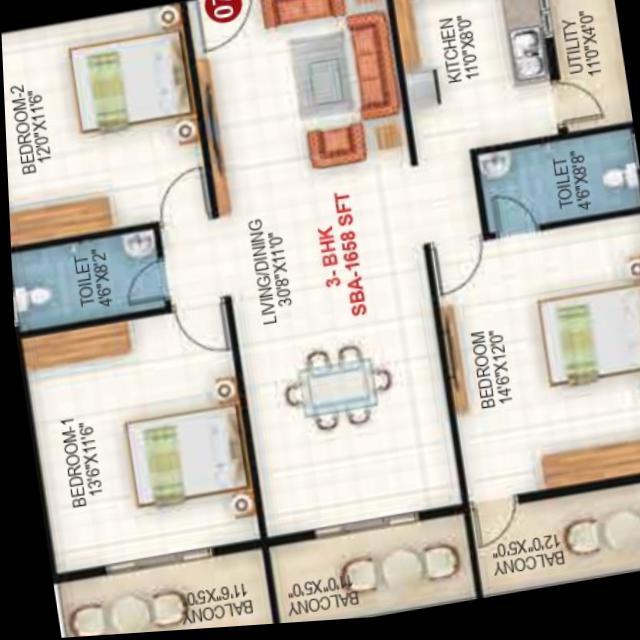 BEDROOM-2
12'0"X11'6"
KITCHEN
11'0"X8'0"
UTILITY
11'0"X4'0"
TOILET
4'6"X8'8"
TOILET
4'6"X8'2"
LIVING/DINING
30'8"X11'0"
3- BHK
SBA-1658 SFT
BEDROOM
14'6"X12'0"
BEDROOM-1
13'6"X11'6"
BALCONY
11'6"X5'0"
BALCONY
11'0"X5'0"
BALCONY
12'0"X5'0"